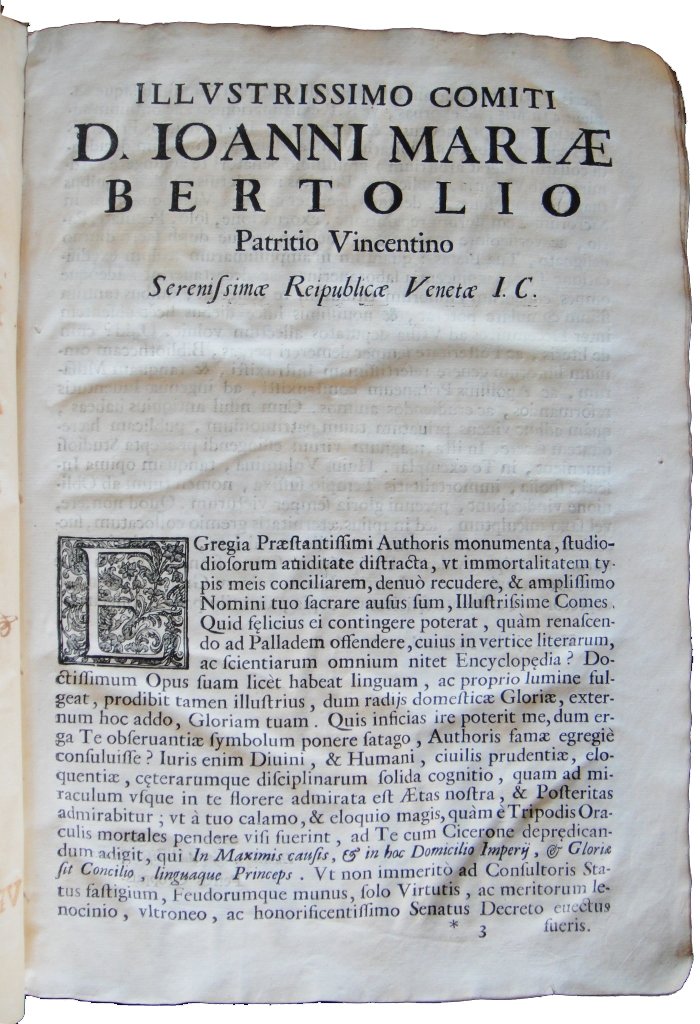 ILLVSTRISSIMO COMITI
D. IOANNI MARIÆ
BERTOLIO
Patritio Vincentino
Sereniſsimæ Reipublicæ Venetæ I. C.
EGregia Præſtantiſſimi Authoris monumenta, ſtudio-
dioſorum auiditate diſtracta, vt immortalitatem ty-
pis meis conciliarem, denuò recudere, & ampliſſimo
Nomini tuo ſacrare auſus ſum, Illuſtriſſime Comes.
Quid fęlicius ei contingere poterat, quàm renaſcen-
do ad Palladem offendere, cuius in vertice literarum,
ac ſcientiarum omnium nitet Encyclopędia? Do-
ctiſſimum Opus ſuam licèt habeat linguam, ac proprio lumine ful-
geat, prodibit tamen illuſtrius, dum radijs domeſticæ Gloriæ, exter-
num hoc addo, Gloriam tuam. Quis inficias ire poterit me, dum er-
ga Te obſeruantiæ ſymbolum ponere ſatago, Authoris famæ egregiè
conſuluiſſe? Iuris enim Diuini, & Humani, ciuilis prudentiæ, elo-
quentiæ, cęterarumque diſciplinarum ſolida cognitio, quam ad mi-
raculum vſque in te florere admirata eſt Ætas noſtra, & Poſteritas
admirabitur; vt à tuo calamo, & eloquio magis, quàm è Tripodis Ora-
culis mortales pendere viſi fuerint, ad Te cum Cicerone deprędican-
dum adigit, qui In Maximis cauſis, & in hoc Domicilio Imperij, & Gloriæ
ſit Concilio, linguaque Princeps. Vt non immeritò ad Conſultoris Sta-
tus faſtigium, Feudorumque munus, ſolo Virtutis, ac meritorum le-
nocinio, vltroneo, ac honorificentiſſimo Senatus Decreto euectus
* 3 fueris.